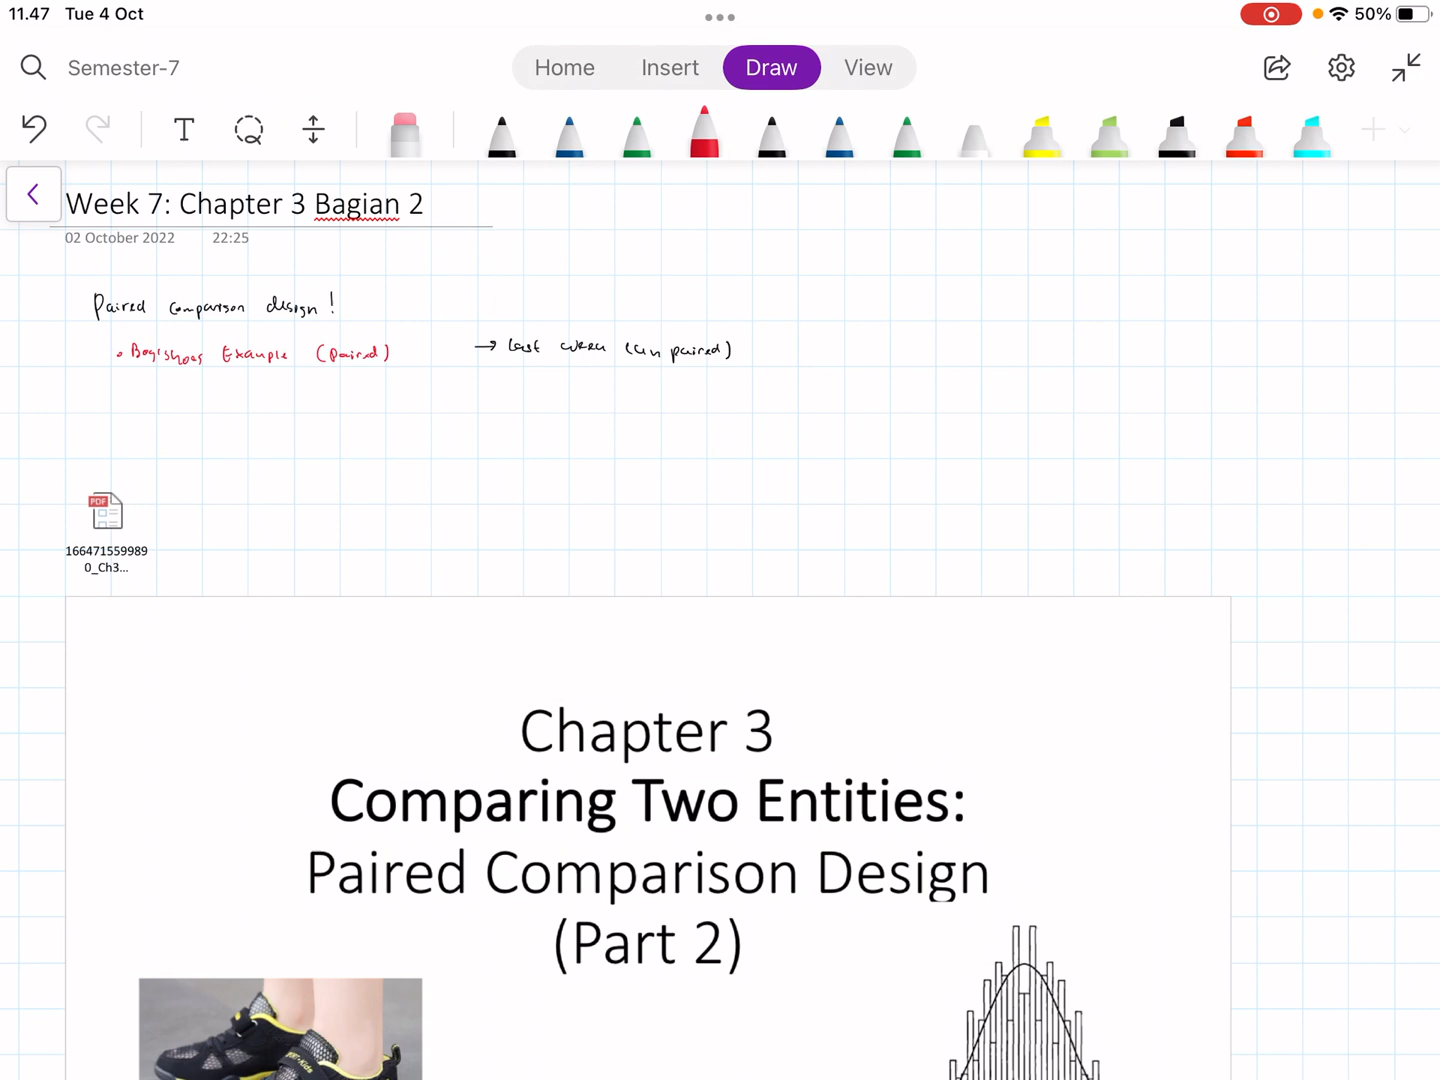 11.47 Tue 4 Oct
50%
Semester-7
Home Insert Draw View
T
Week 7: Chapter 3 Bagian 2
02 October 2022 22:25
Paired comparison design !
• Boy's shoes Example (paired) → last week (un paired)
PDF
166471559989
0_Ch3...
Chapter 3
Comparing Two Entities:
Paired Comparison Design
(Part 2)